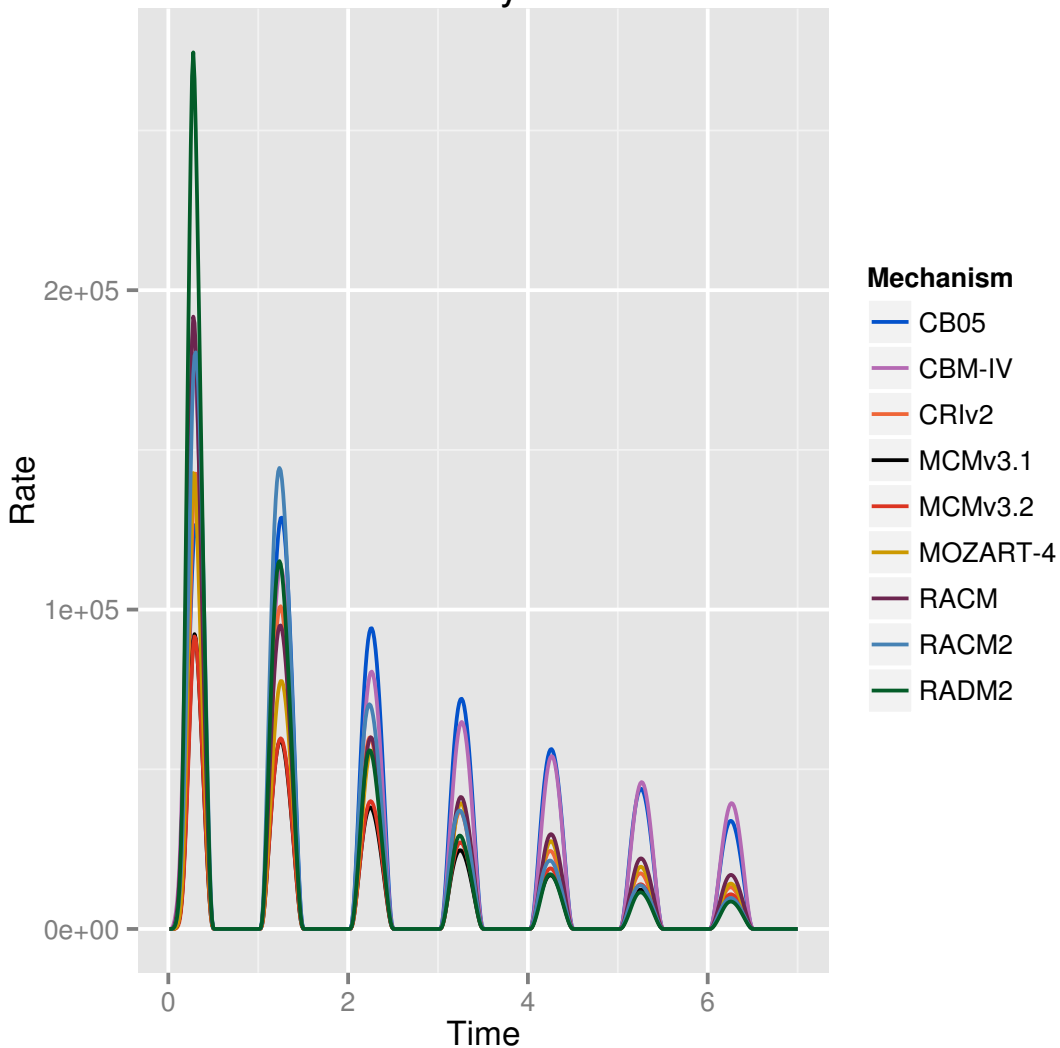 2e+05
1e+05
0e+00
Rate
0
2
4
6
Time
Mechanism
CB05
CBM-IV
CRIv2
MCMv3.1
MCMv3.2
MOZART-4
RACM
RACM2
RADM2